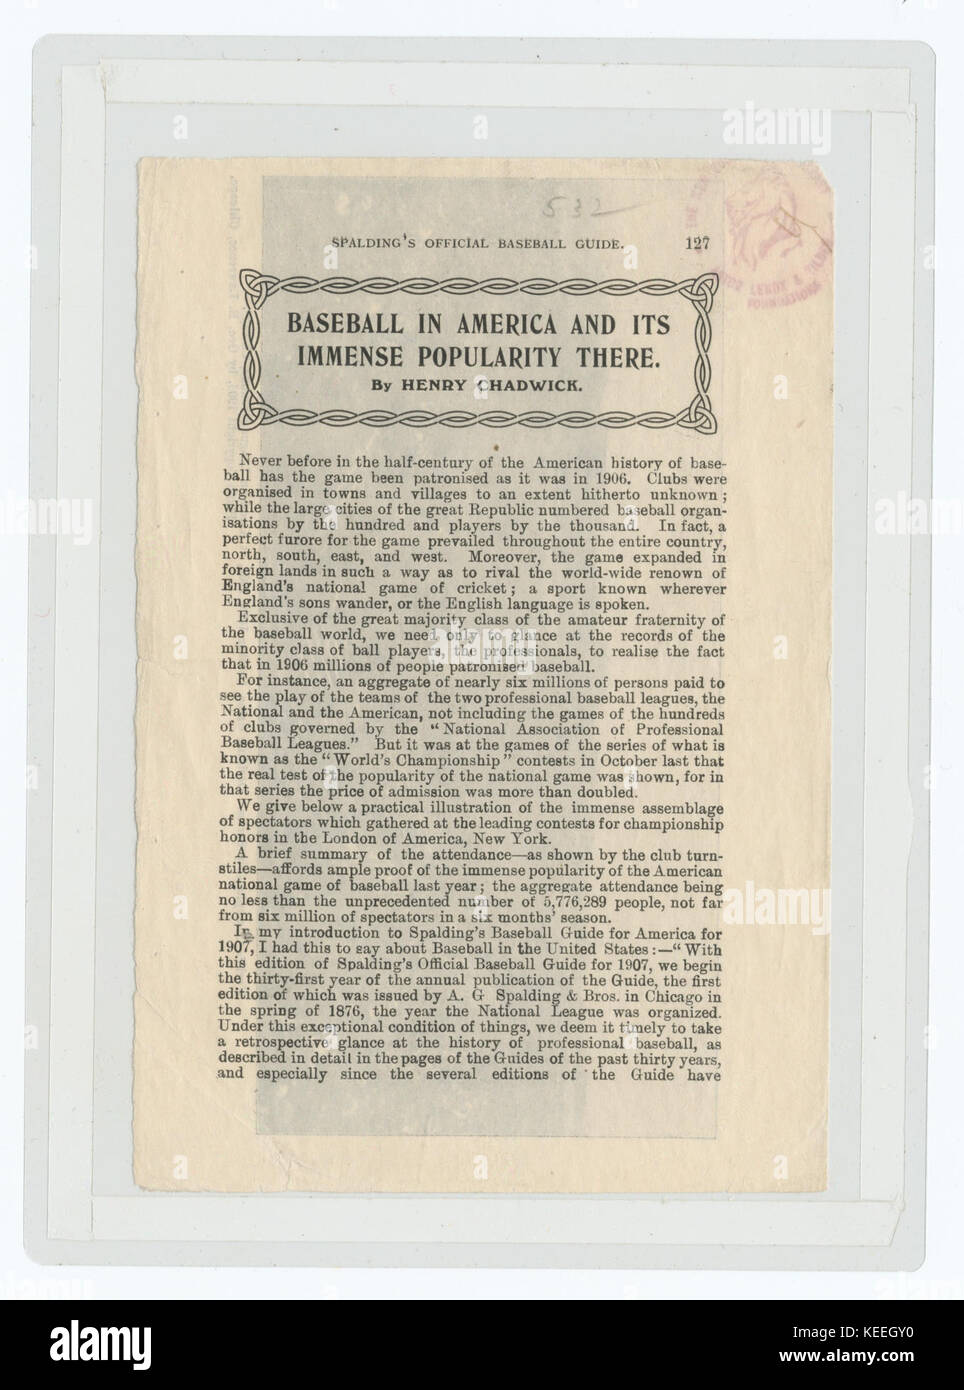 532
SPALDING'S OFFICIAL BASEBALL GUIDE. 127
BASEBALL IN AMERICA AND ITS
IMMENSE POPULARITY THERE.
By HENRY CHADWICK.
Never before in the half-century of the American history of base-
ball has the game been patronised as it was in 1906. Clubs were
organised in towns and villages to an extent hitherto unknown;
while the large cities of the great Republic numbered baseball organ-
isations by the hundred and players by the thousand. In fact, a
perfect furore for the game prevailed throughout the entire country,
north, south, east, and west. Moreover, the game expanded in
foreign lands in such a way as to rival the world-wide renown of
England's national game of cricket; a sport known wherever
England's sons wander, or the English language is spoken.
Exclusive of the great majority class of the amateur fraternity of
the baseball world, we need only to glance at the records of the
minority class of ball players, the professionals, to realise the fact
that in 1906 millions of people patronised baseball.
For instance, an aggregate of nearly six millions of persons paid to
see the play of the teams of the two professional baseball leagues, the
National and the American, not including the games of the hundreds
of clubs governed by the "National Association of Professional
Baseball Leagues." But it was at the games of the series of what is
known as the "World's Championship" contests in October last that
the real test of the popularity of the national game was shown, for in
that series the price of admission was more than doubled.
We give below a practical illustration of the immense assemblage
of spectators which gathered at the leading contests for championship
honors in the London of America, New York.
A brief summary of the attendance—as shown by the club turn-
stiles—affords ample proof of the immense popularity of the American
national game of baseball last year; the aggregate attendance being
no less than the unprecedented number of 5,776,289 people, not far
from six million of spectators in a six months' season.
In my introduction to Spalding's Baseball Guide for America for
1907, I had this to say about Baseball in the United States:—"With
this edition of Spalding's Official Baseball Guide for 1907, we begin
the thirty-first year of the annual publication of the Guide, the first
edition of which was issued by A. G Spalding & Bros. in Chicago in
the spring of 1876, the year the National League was organized.
Under this exceptional condition of things, we deem it timely to take
a retrospective glance at the history of professional baseball, as
described in detail in the pages of the Guides of the past thirty years,
and especially since the several editions of the Guide have
alamy
Image ID: KEEGY0
www.alamy.com